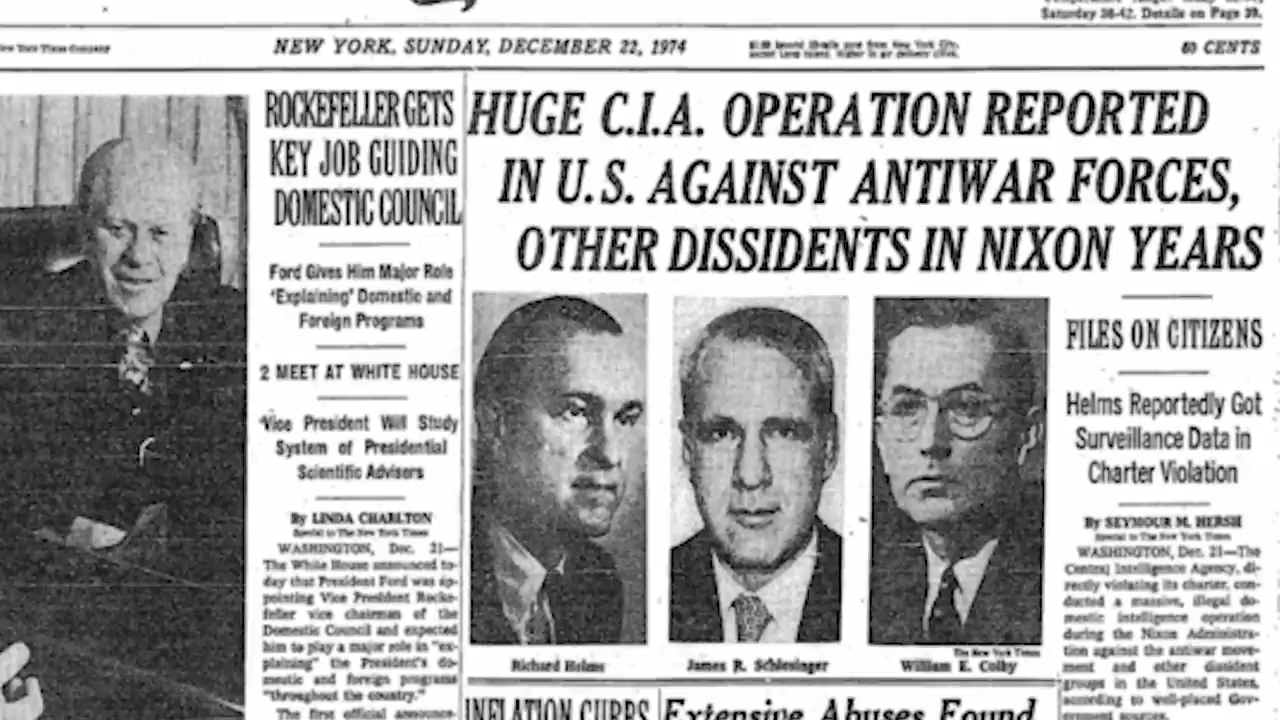 Saturday 38-42. Details on Page 39.
NEW YORK, SUNDAY, DECEMBER 22, 1974
60 CENTS
ROCKEFELLER GETS
KEY JOB GUIDING
DOMESTIC COUNCIL
Ford Gives Him Major Role
'Explaining' Domestic and
Foreign Programs
2 MEET AT WHITE HOUSE
Vice President Will Study
System of Presidential
Scientific Advisers
By LINDA CHARLTON
Special to The New York Times
WASHINGTON, Dec. 21—
The White House announced to-
day that President Ford was ap-
pointing Vice President Rocke-
feller vice chairman of the
Domestic Council and expected
him to play a major role in "ex-
plaining" the President's do-
mestic and foreign programs
"throughout the country."
The first official announce-
HUGE C.I.A. OPERATION REPORTED
IN U.S. AGAINST ANTIWAR FORCES,
OTHER DISSIDENTS IN NIXON YEARS
The New York Times
Richard Helms
James R. Schlesinger
William E. Colby
INFLATION CURBS
Extensive Abuses Found
FILES ON CITIZENS
Helms Reportedly Got
Surveillance Data in
Charter Violation
By SEYMOUR M. HERSH
Special to The New York Times
WASHINGTON, Dec. 21—The
Central Intelligence Agency, di-
rectly violating its charter, con-
ducted a massive, illegal do-
mestic intelligence operation
during the Nixon Administra-
tion against the antiwar move-
ment and other dissident
groups in the United States,
according to well-placed Gov-
ernment sources.